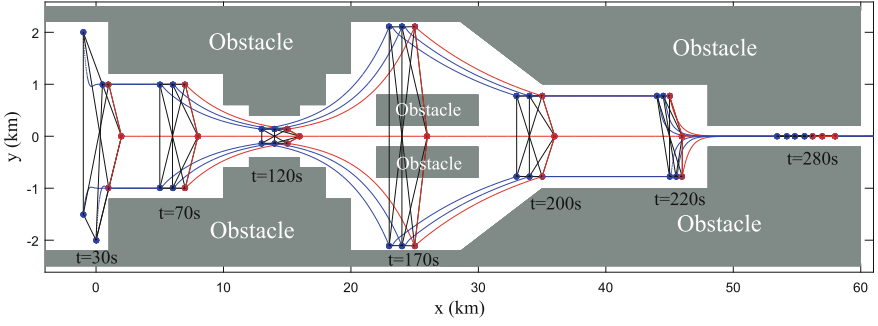 Obstacle
Obstacle
Obstacle
Obstacle
Obstacle
Obstacle
t=30s
t=70s
t=120s
t=170s
t=200s
t=220s
t=280s
2
1
0
-1
-2
y (km)
0
10
20
30
40
50
60
x (km)